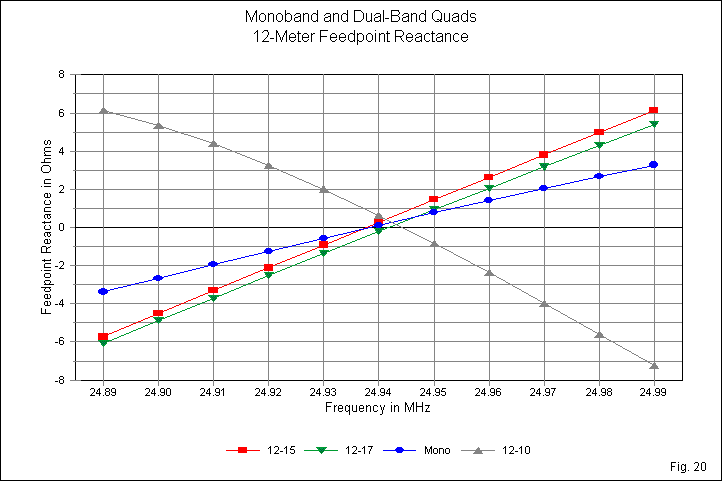 Monoband and Dual-Band Quads
12-Meter Feedpoint Reactance
8
6
4
2
0
-2
-4
-6
-8
Feedpoint Reactance in Ohms
24.89 24.90 24.91 24.92 24.93 24.94 24.95 24.96 24.97 24.98 24.99
Frequency in MHz
12-15 12-17 Mono 12-10
Fig. 20